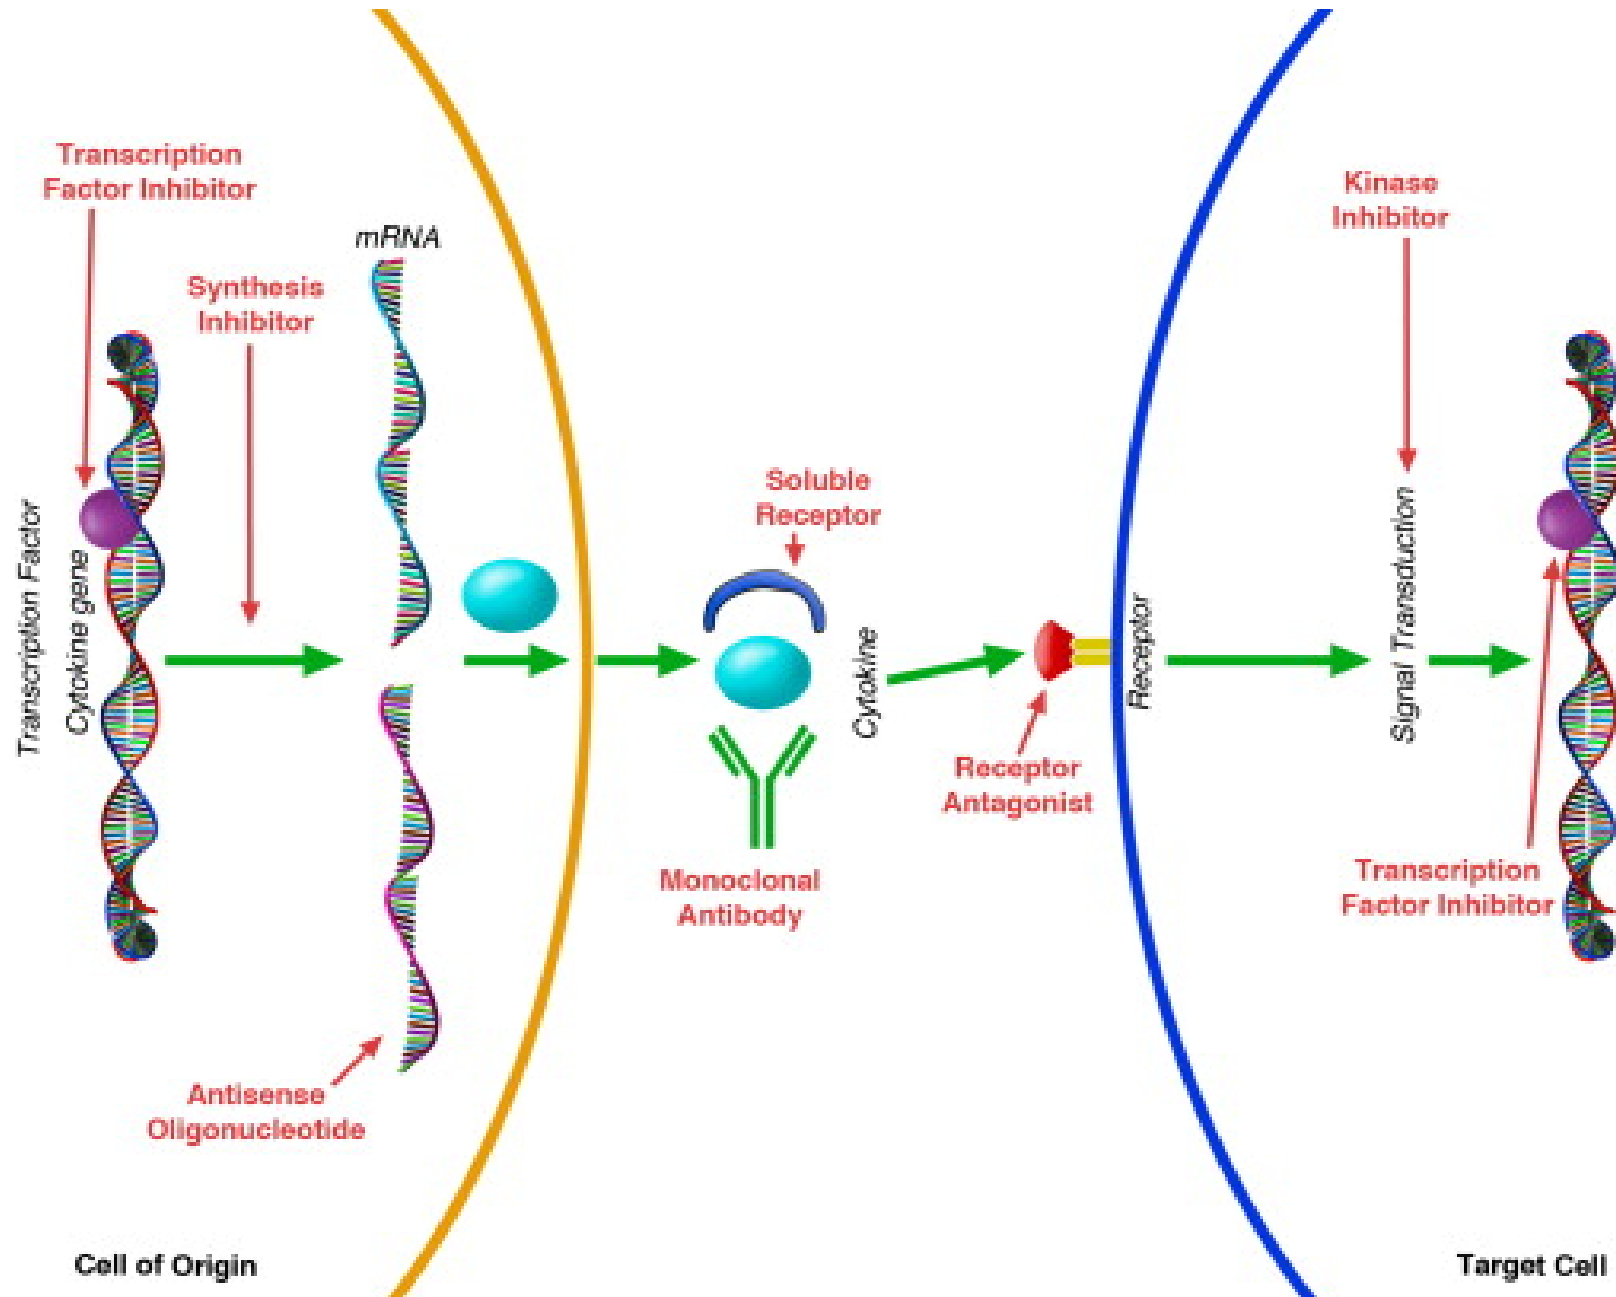 Transcription
Factor Inhibitor
Synthesis
Inhibitor
mRNA
Transcription Factor
Cytokine gene
Antisense
Oligonucleotide
Cell of Origin
Soluble
Receptor
Cytokine
Monoclonal
Antibody
Receptor
Antagonist
Receptor
Kinase
Inhibitor
Signal Transduction
Transcription
Factor Inhibitor
Target Cell